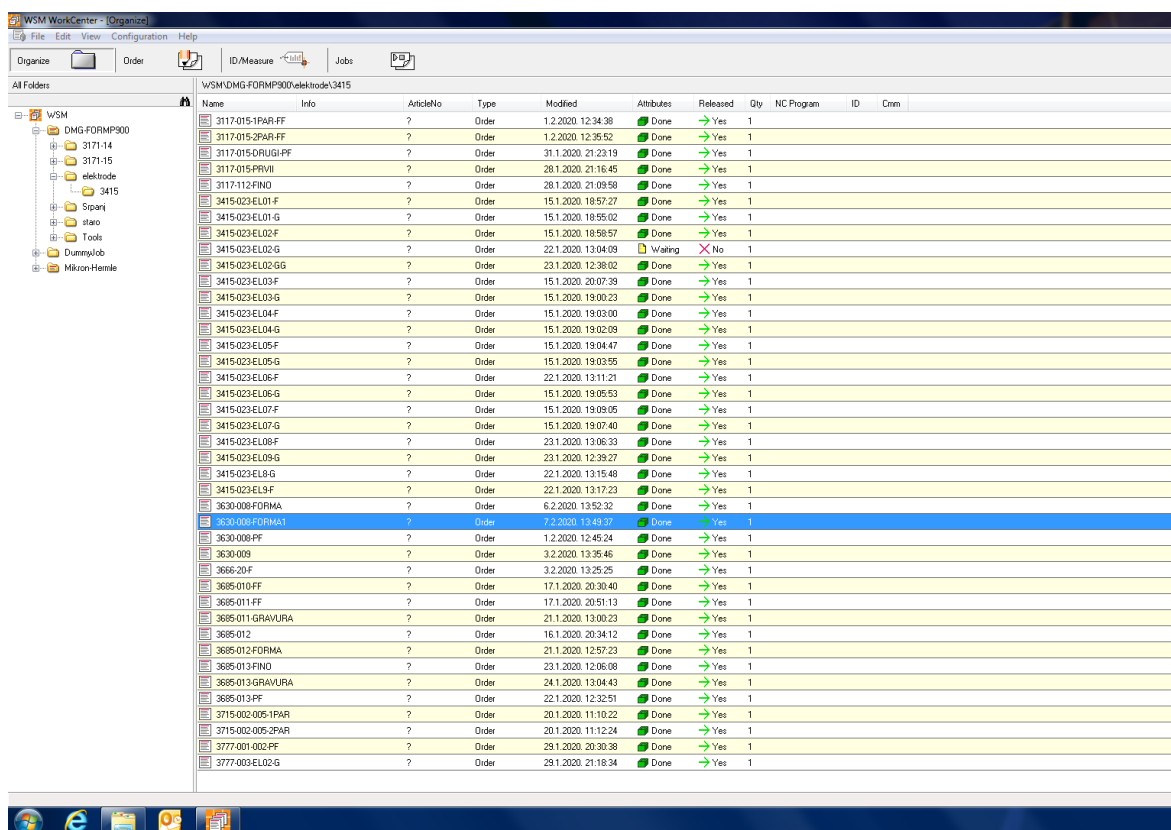 WSM WorkCenter - [Organize]
File Edit View Configuration Help
Organize Order ID/Measure Jobs
All Folders WSM\DMG-FORMP900\elektrode\3415
Name Info ArticleNo Type Modified Attributes Released Qty NC Program ID Cmm
WSM
DMG-FORMP900
3171-14
3171-15
elektrode
3415
Srpanj
staro
Tools
DummyJob
Mikron-Hermle
3117-015-1PAR-FF ? Order 1.2.2020. 12:34:38 Done Yes 1
3117-015-2PAR-FF ? Order 1.2.2020. 12:35:52 Done Yes 1
3117-015-DRUGI-PF ? Order 31.1.2020. 21:23:19 Done Yes 1
3117-015-PRVII ? Order 28.1.2020. 21:16:45 Done Yes 1
3117-112-FINO ? Order 28.1.2020. 21:09:58 Done Yes 1
3415-023-EL01-F ? Order 15.1.2020. 18:57:27 Done Yes 1
3415-023-EL01-G ? Order 15.1.2020. 18:55:02 Done Yes 1
3415-023-EL02-F ? Order 15.1.2020. 18:58:57 Done Yes 1
3415-023-EL02-G ? Order 22.1.2020. 13:04:09 Waiting No 1
3415-023-EL02-GG ? Order 23.1.2020. 12:38:02 Done Yes 1
3415-023-EL03-F ? Order 15.1.2020. 20:07:39 Done Yes 1
3415-023-EL03-G ? Order 15.1.2020. 19:00:23 Done Yes 1
3415-023-EL04-F ? Order 15.1.2020. 19:03:00 Done Yes 1
3415-023-EL04-G ? Order 15.1.2020. 19:02:09 Done Yes 1
3415-023-EL05-F ? Order 15.1.2020. 19:04:47 Done Yes 1
3415-023-EL05-G ? Order 15.1.2020. 19:03:55 Done Yes 1
3415-023-EL06-F ? Order 22.1.2020. 13:11:21 Done Yes 1
3415-023-EL06-G ? Order 15.1.2020. 19:05:53 Done Yes 1
3415-023-EL07-F ? Order 15.1.2020. 19:09:05 Done Yes 1
3415-023-EL07-G ? Order 15.1.2020. 19:07:40 Done Yes 1
3415-023-EL08-F ? Order 23.1.2020. 13:06:33 Done Yes 1
3415-023-EL09-G ? Order 23.1.2020. 12:39:27 Done Yes 1
3415-023-EL8-G ? Order 22.1.2020. 13:15:48 Done Yes 1
3415-023-EL9-F ? Order 22.1.2020. 13:17:23 Done Yes 1
3630-008-FORMA ? Order 6.2.2020. 13:52:32 Done Yes 1
3630-008-FORMA1 ? Order 7.2.2020. 13:49:37 Done Yes 1
3630-008-PF ? Order 1.2.2020. 12:45:24 Done Yes 1
3630-009 ? Order 3.2.2020. 13:35:46 Done Yes 1
3666-20-F ? Order 3.2.2020. 13:25:25 Done Yes 1
3685-010-FF ? Order 17.1.2020. 20:30:40 Done Yes 1
3685-011-FF ? Order 17.1.2020. 20:51:13 Done Yes 1
3685-011-GRAVURA ? Order 21.1.2020. 13:00:23 Done Yes 1
3685-012 ? Order 16.1.2020. 20:34:12 Done Yes 1
3685-012-FORMA ? Order 21.1.2020. 12:57:23 Done Yes 1
3685-013-FINO ? Order 23.1.2020. 12:06:08 Done Yes 1
3685-013-GRAVURA ? Order 24.1.2020. 13:04:43 Done Yes 1
3685-013-PF ? Order 22.1.2020. 12:32:51 Done Yes 1
3715-002-005-1PAR ? Order 20.1.2020. 11:10:22 Done Yes 1
3715-002-005-2PAR ? Order 20.1.2020. 11:12:24 Done Yes 1
3777-001-002-PF ? Order 29.1.2020. 20:30:38 Done Yes 1
3777-003-EL02-G ? Order 29.1.2020. 21:18:34 Done Yes 1